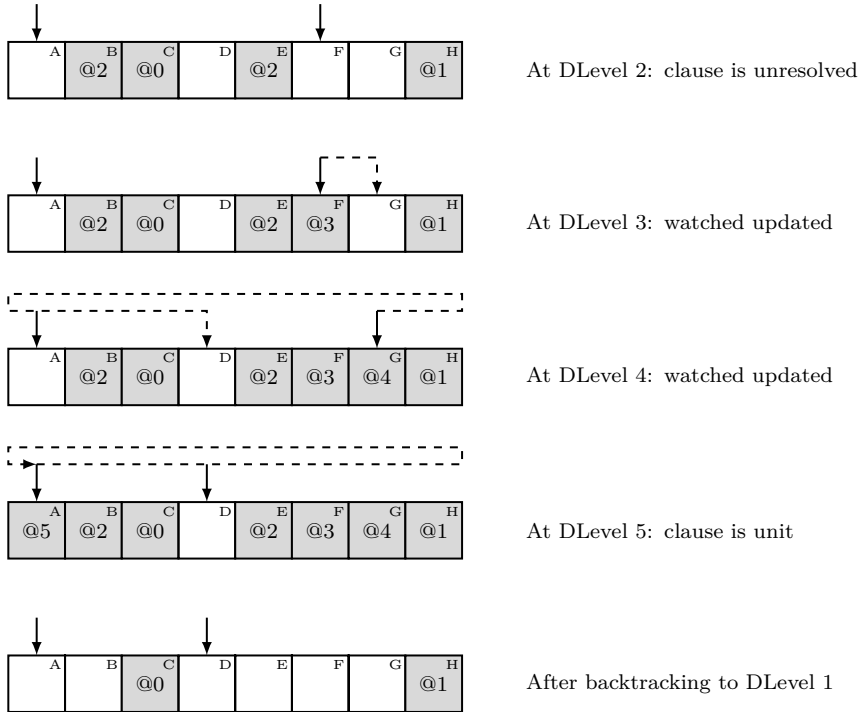 A B C D E F G H
@2 @0 @2 @1 At DLevel 2: clause is unresolved
A B C D E F G H
@2 @0 @2 @3 @1 At DLevel 3: watched updated
A B C D E F G H
@2 @0 @2 @3 @4 @1 At DLevel 4: watched updated
A B C D E F G H
@5 @2 @0 @2 @3 @4 @1 At DLevel 5: clause is unit
A B C D E F G H
@0 @1 After backtracking to DLevel 1